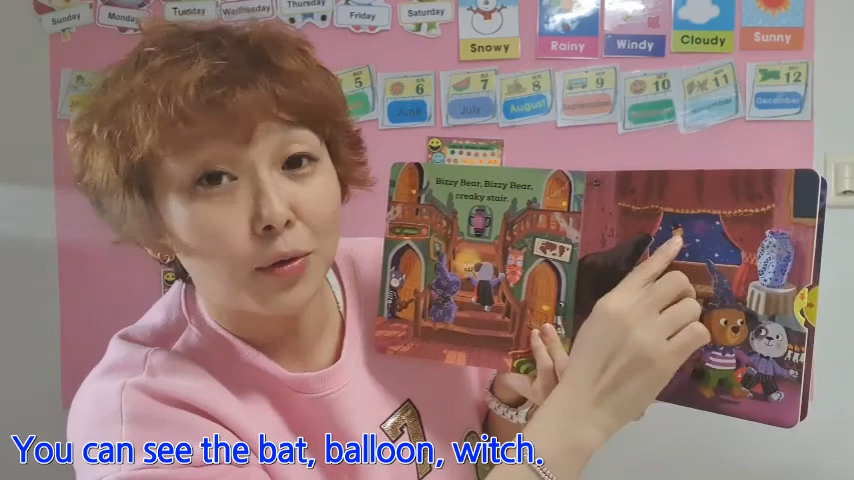 Sunday
Monday
Tuesday
Wednesday
Thursday
Friday
Saturday
Snowy
Rainy
Windy
Cloudy
Sunny
5
6
June
7
July
8
August
9
September
10
11
November
12
December
Bizzy Bear, Bizzy Bear,
creaky stair.
You can see the bat, balloon, witch.